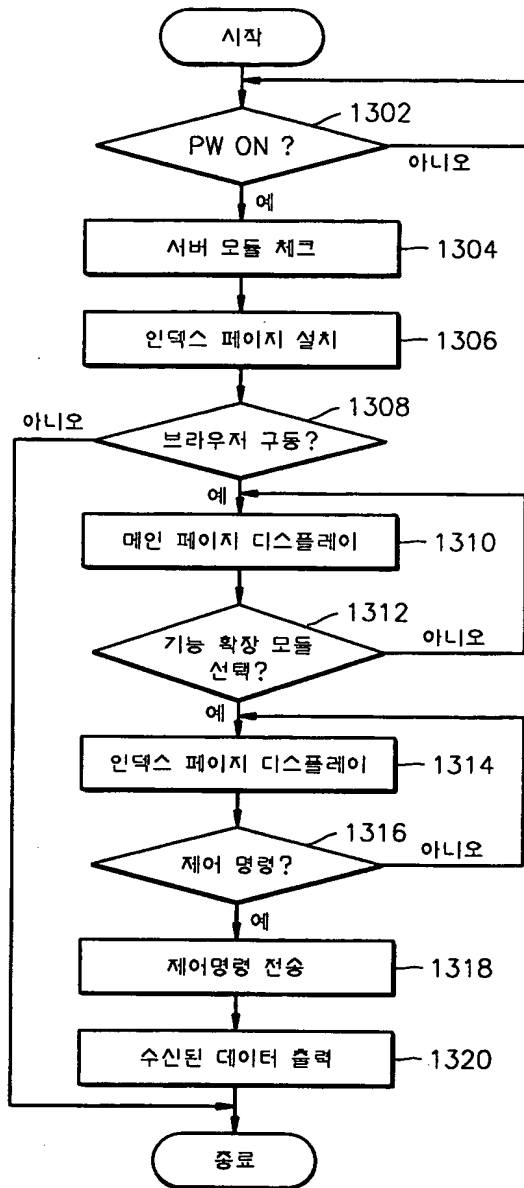 시작
1302
PW ON ?
아니오
예
서버 모듈 체크
1304
인덱스 페이지 설치
1306
1308
아니오
브라우저 구동?
예
메인 페이지 디스플레이
1310
1312
기능 확장 모듈
선택?
아니오
예
인덱스 페이지 디스플레이
1314
1316
제어 명령?
아니오
예
제어명령 전송
1318
수신된 데이터 출력
1320
종료